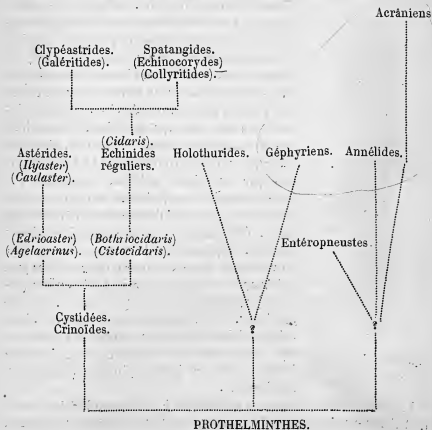 Acrâniens
Clypéastrides.
(Galéritides).
Spatangides.
(Echinocorydes)
(Collyritides).
Astérides.
(Ilyaster)
(Caulaster).
(Cidaris).
Echinides
réguliers.
Holothurides.
Géphyriens.
Annélides.
(Edrioaster)
(Agelacrinus).
(Bothriocidaris)
(Cistocidaris).
Entéropneustes.
Cystidées.
Crinoïdes.
?
?
PROTHELMINTHES.